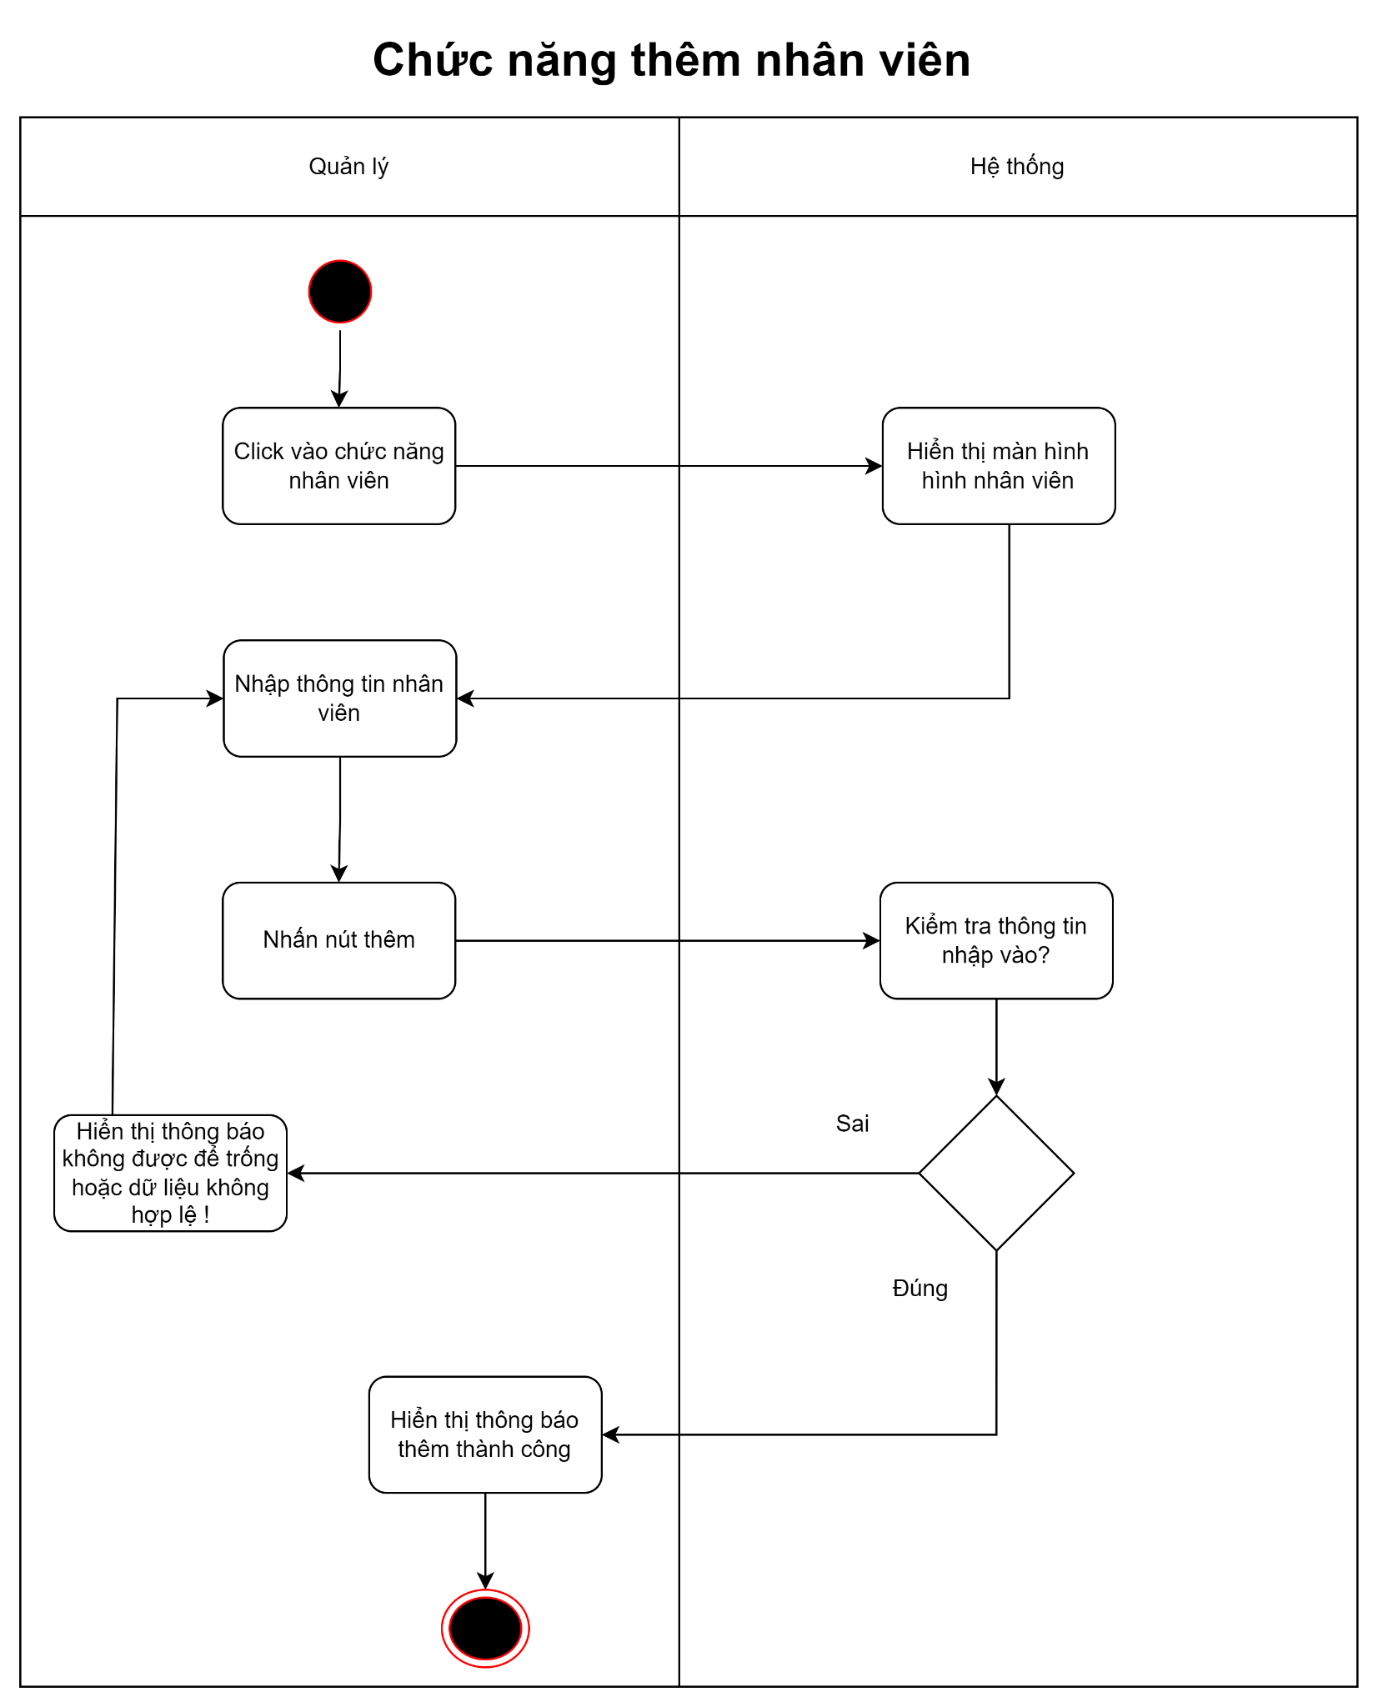 Chức năng thêm nhân viên
Quản lý
Hệ thống
Click vào chức năng
nhân viên
Hiển thị màn hình
hình nhân viên
Nhập thông tin nhân
viên
Nhấn nút thêm
Kiểm tra thông tin
nhập vào?
Sai
Hiển thị thông báo
không được để trống
hoặc dữ liệu không
hợp lệ !
Đúng
Hiển thị thông báo
thêm thành công